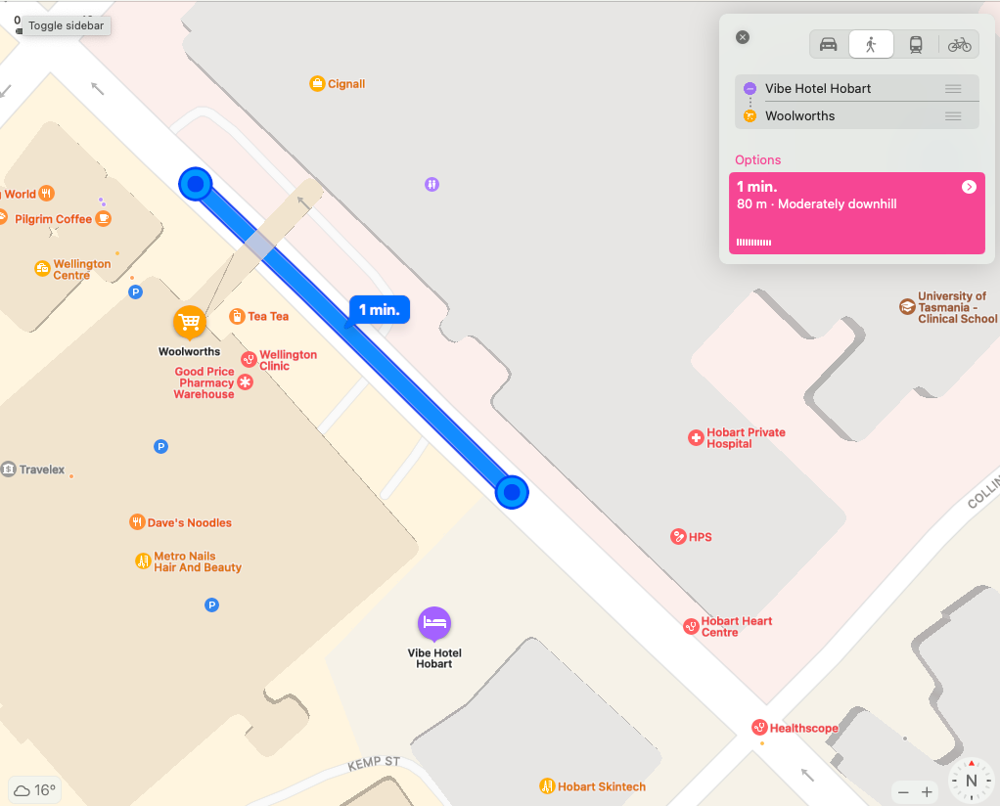 0
Toggle sidebar
Cignall
Vibe Hotel Hobart
Woolworths
Options
1 min.
80 m · Moderately downhill
World
Pilgrim Coffee
Wellington
Centre
P
Tea Tea
1 min.
Woolworths
Wellington
Clinic
Good Price
Pharmacy
Warehouse
University of
Tasmania -
Clinical School
Hobart Private
Hospital
P
Travelex
COLLIN
Dave's Noodles
HPS
Metro Nails
Hair And Beauty
P
Hobart Heart
Centre
Vibe Hotel
Hobart
Healthscope
KEMP ST
Hobart Skintech
16°
N